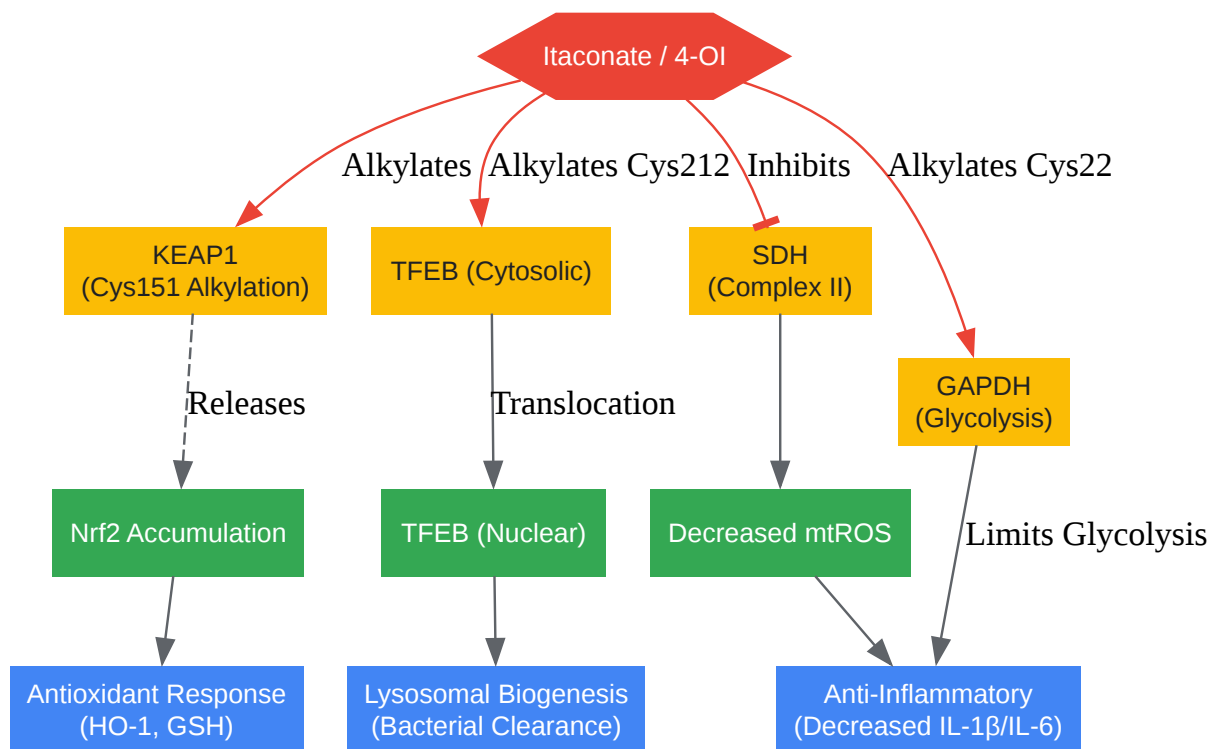 Itaconate / 4-OI
Alkylates
Alkylates Cys212
Inhibits
Alkylates Cys22
KEAP1
(Cys151 Alkylation)
TFEB (Cytosolic)
SDH
(Complex II)
GAPDH
(Glycolysis)
Releases
Translocation
Nrf2 Accumulation
TFEB (Nuclear)
Decreased mtROS
Limits Glycolysis
Antioxidant Response
(HO-1, GSH)
Lysosomal Biogenesis
(Bacterial Clearance)
Anti-Inflammatory
(Decreased IL-1β/IL-6)